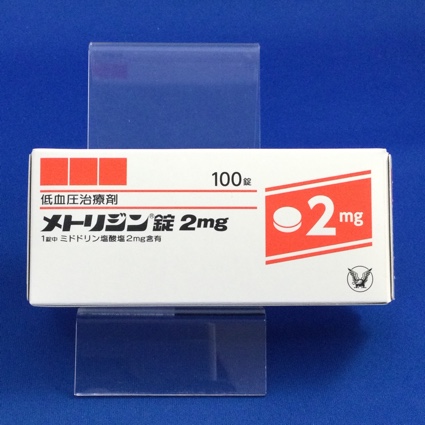 100錠
低血圧治療剤
メトリジン®錠 2mg
1錠中 ミドドリン塩酸塩2mg含有
2mg